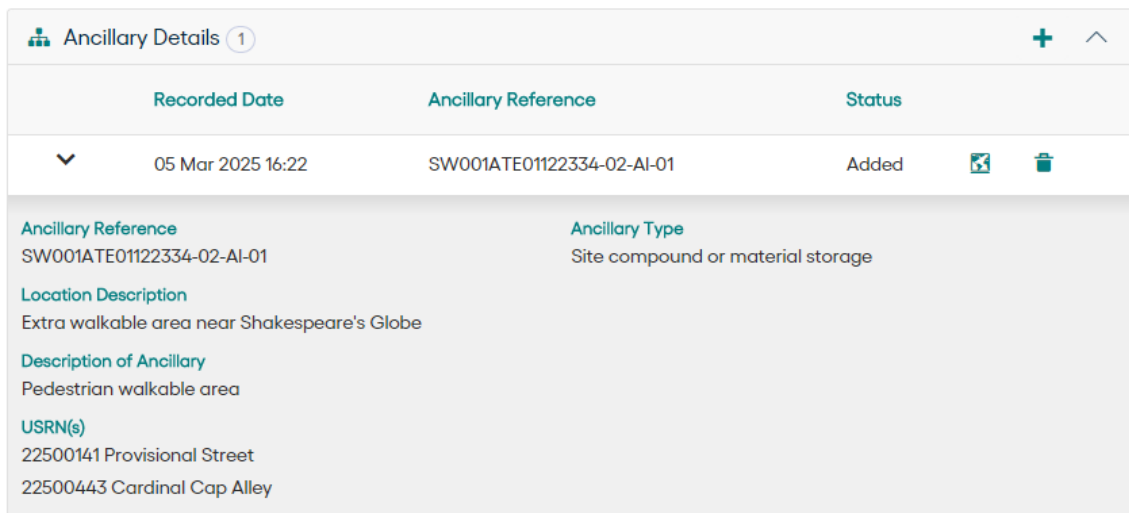 Ancillary Details 1
Recorded Date Ancillary Reference Status
05 Mar 2025 16:22 SW001ATE01122334-02-AI-01 Added
Ancillary Reference Ancillary Type
SW001ATE01122334-02-AI-01 Site compound or material storage
Location Description
Extra walkable area near Shakespeare's Globe
Description of Ancillary
Pedestrian walkable area
USRN(s)
22500141 Provisional Street
22500443 Cardinal Cap Alley